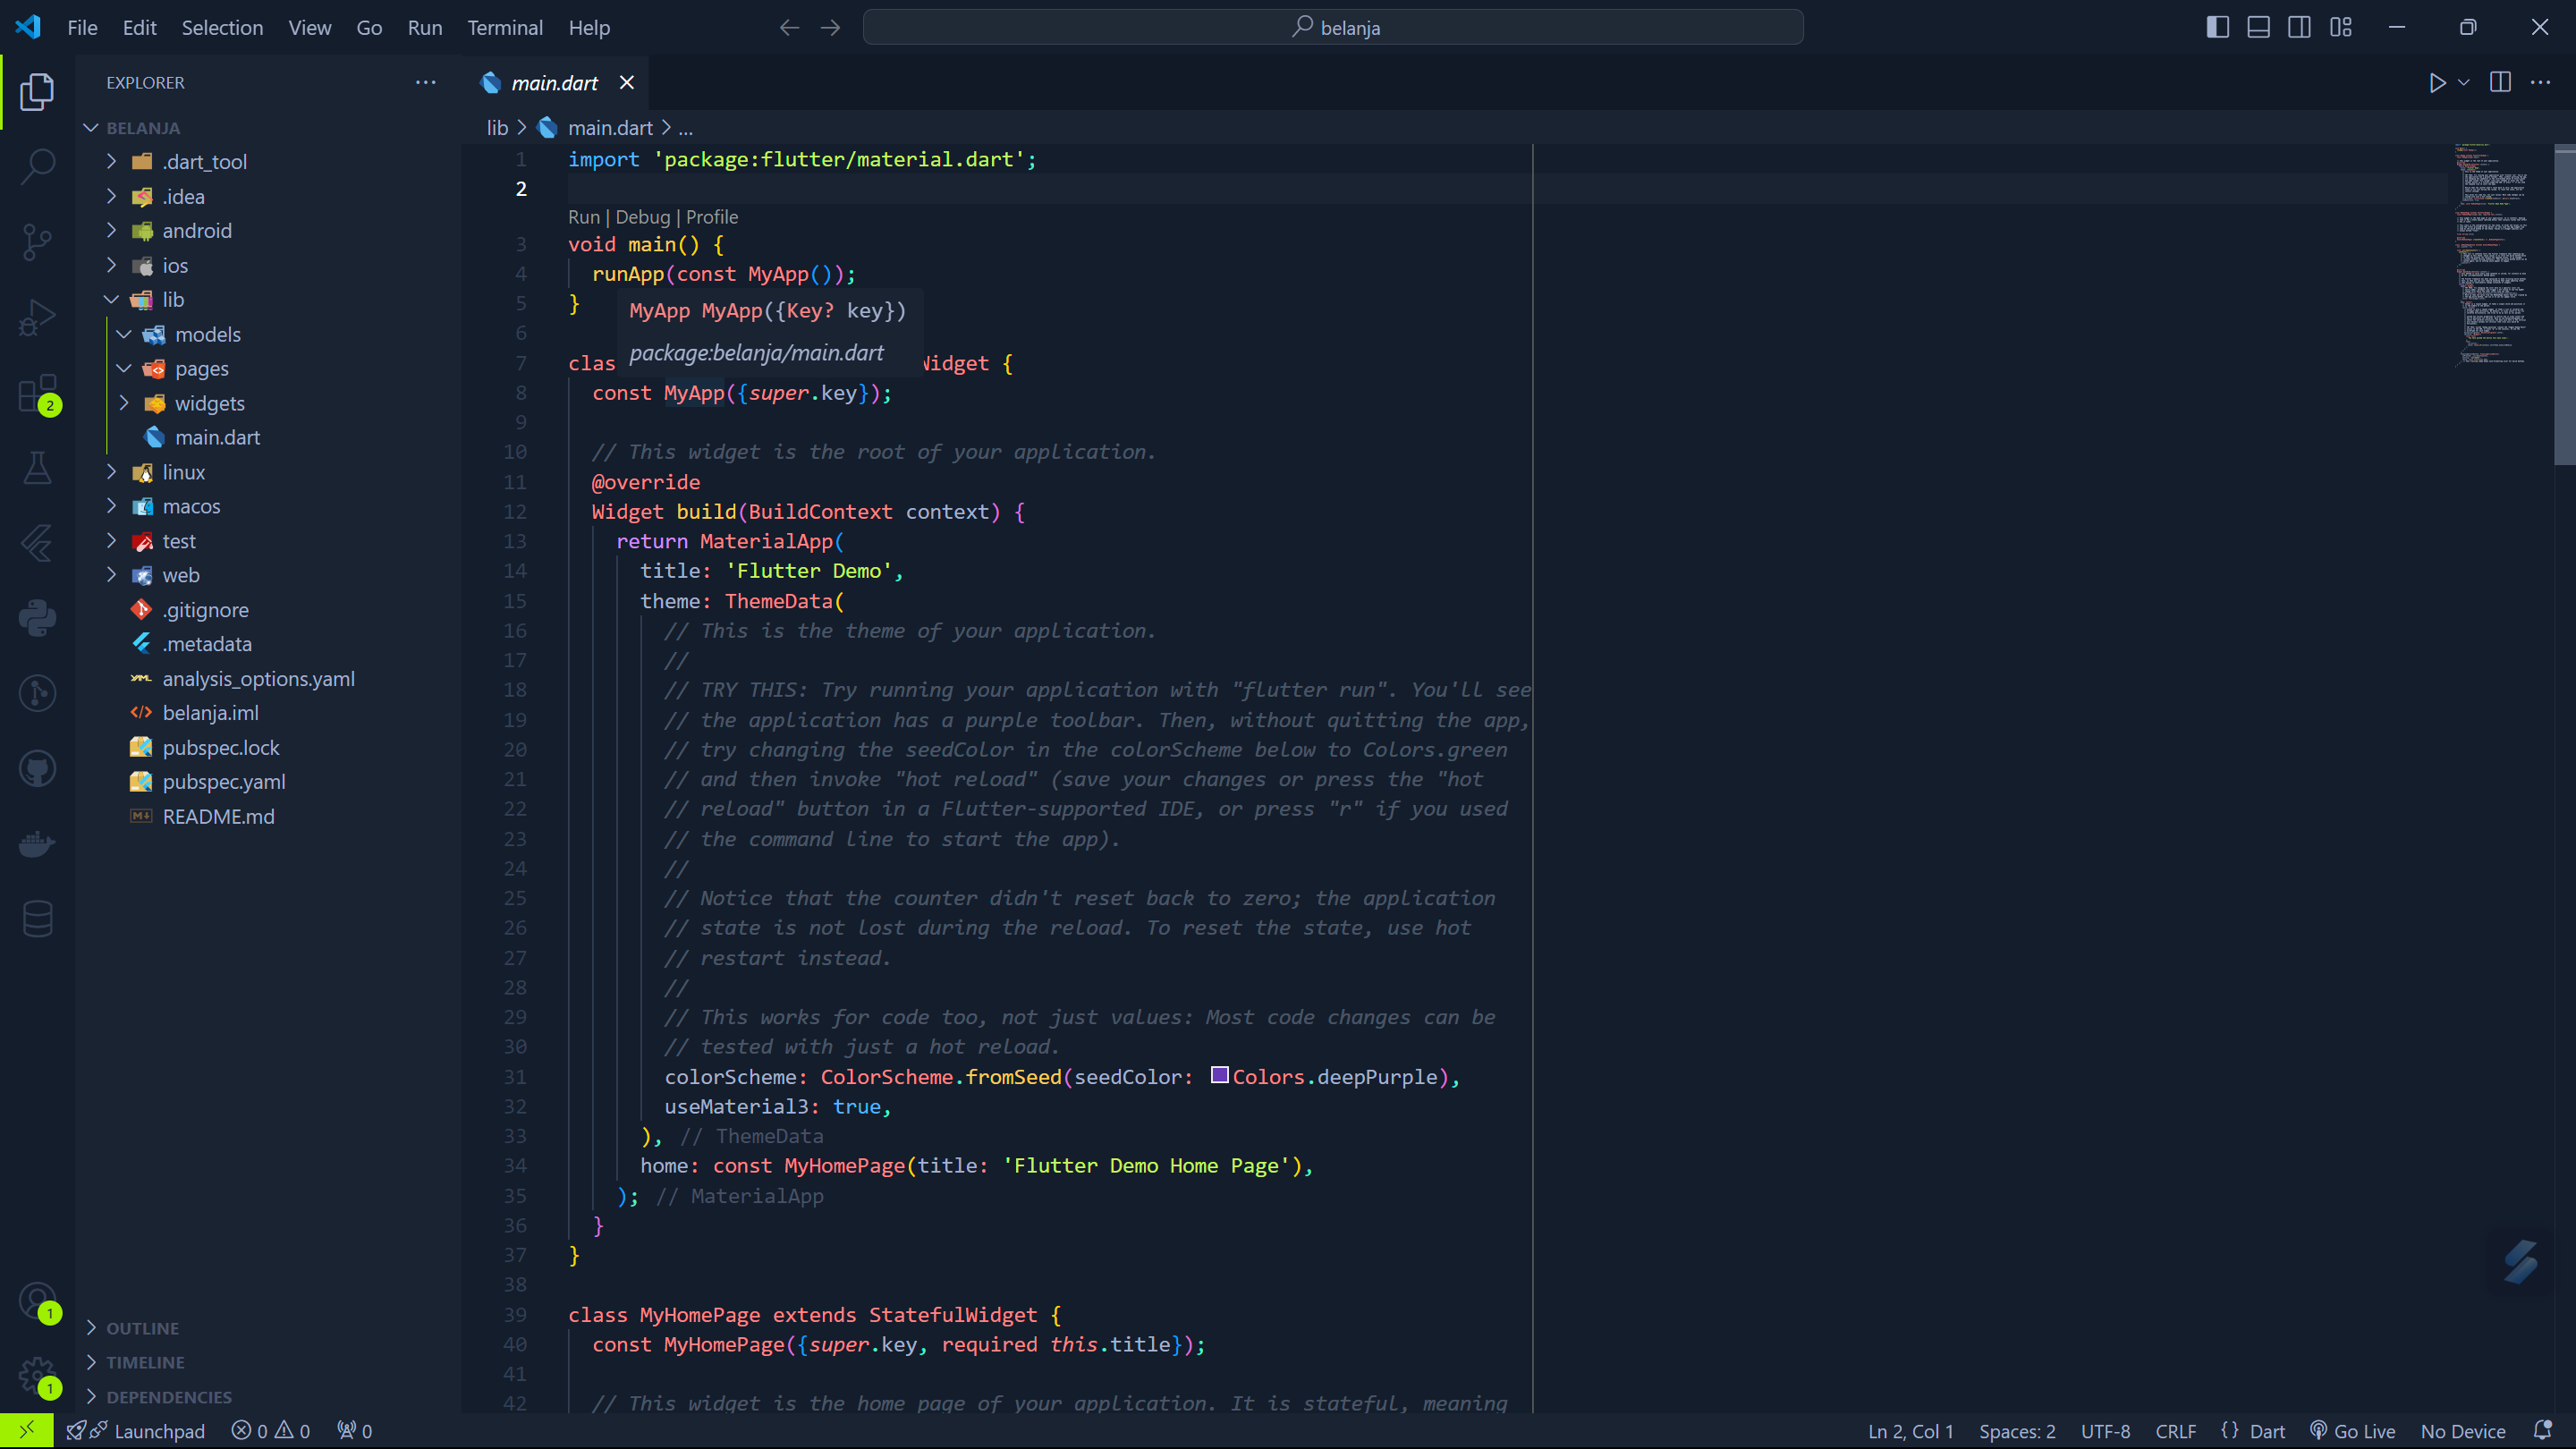 File Edit Selection View Go Run Terminal Help
belanja
EXPLORER
main.dart
BELANJA
lib > main.dart > ...
.dart_tool
.idea
android
ios
lib
models
pages
widgets
main.dart
linux
macos
test
web
.gitignore
.metadata
YAML analysis_options.yaml
belanja.iml
pubspec.lock
pubspec.yaml
README.md
2
1
1
OUTLINE
TIMELINE
DEPENDENCIES
1 import 'package:flutter/material.dart';
2
Run | Debug | Profile
3 void main() {
4 runApp(const MyApp());
5 }
MyApp MyApp({Key? key})
6
package:belanja/main.dart
7 clas Widget {
8 const MyApp({super.key});
9
10 // This widget is the root of your application.
11 @override
12 Widget build(BuildContext context) {
13 return MaterialApp(
14 title: 'Flutter Demo',
15 theme: ThemeData(
16 // This is the theme of your application.
17 //
18 // TRY THIS: Try running your application with "flutter run". You'll see
19 // the application has a purple toolbar. Then, without quitting the app,
20 // try changing the seedColor in the colorScheme below to Colors.green
21 // and then invoke "hot reload" (save your changes or press the "hot
22 // reload" button in a Flutter-supported IDE, or press "r" if you used
23 // the command line to start the app).
24 //
25 // Notice that the counter didn't reset back to zero; the application
26 // state is not lost during the reload. To reset the state, use hot
27 // restart instead.
28 //
29 // This works for code too, not just values: Most code changes can be
30 // tested with just a hot reload.
31 colorScheme: ColorScheme.fromSeed(seedColor: Colors.deepPurple),
32 useMaterial3: true,
33 ), // ThemeData
34 home: const MyHomePage(title: 'Flutter Demo Home Page'),
35 ); // MaterialApp
36 }
37 }
38
39 class MyHomePage extends StatefulWidget {
40 const MyHomePage({super.key, required this.title});
41
42 // This widget is the home page of your application. It is stateful, meaning
Launchpad 0 0 0
Ln 2, Col 1 Spaces: 2 UTF-8 CRLF {} Dart Go Live No Device